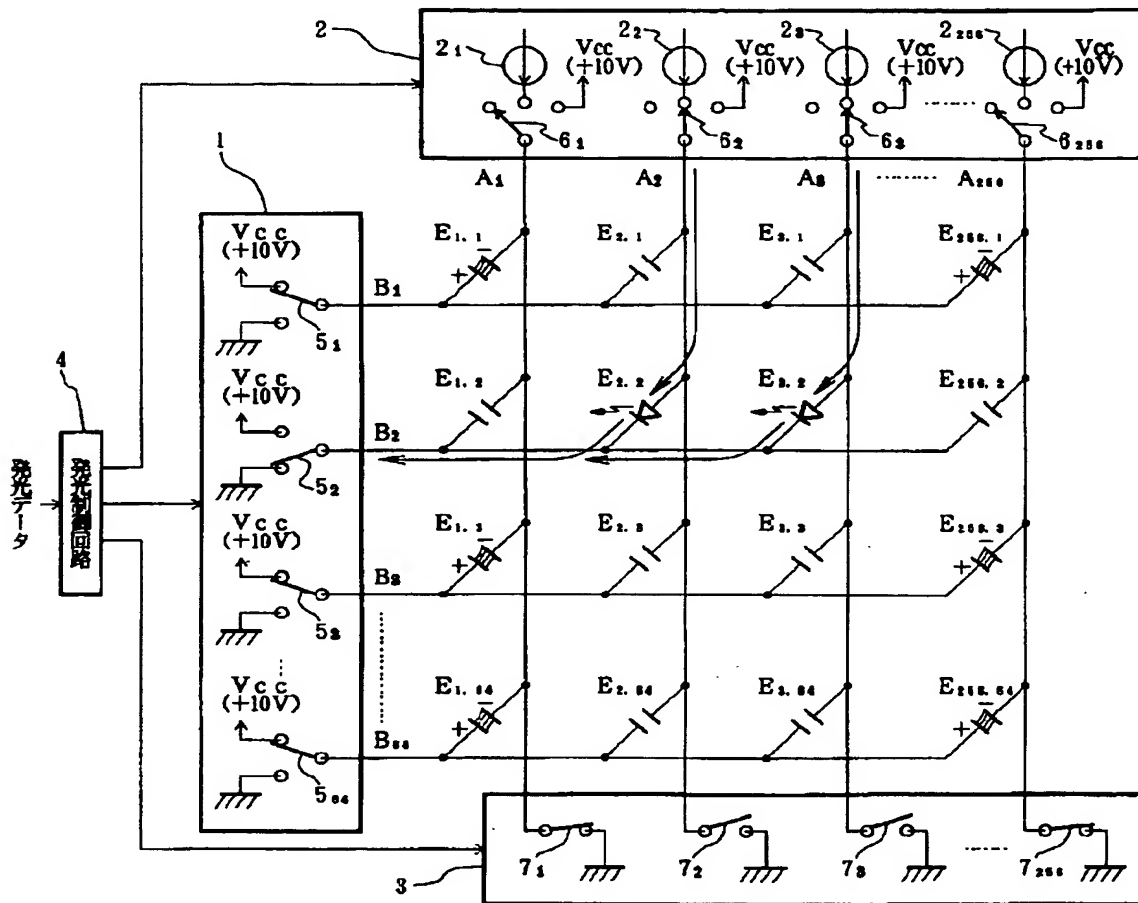 2
2₁
2₂
2₃
2₂₅₆
Vcc
(+10V)
Vcc
(+10V)
Vcc
(+10V)
Vcc
(+10V)
6₁
6₂
6₃
6₂₅₆
A₁
A₂
A₃
A₂₅₆
1
Vcc
(+10V)
5₁
B₁
E₁.₁
E₂.₁
E₃.₁
E₂₅₆.₁
+
−
+
−
4
発光データ
発光制御回路
Vcc
(+10V)
5₂
B₂
E₁.₂
E₂.₂
E₃.₂
E₂₅₆.₂
Vcc
(+10V)
5₃
B₃
E₁.₃
E₂.₃
E₃.₃
E₂₅₆.₃
+
−
+
−
Vcc
(+10V)
5₆₄
E₁.₆₄
E₂.₆₄
E₃.₆₄
E₂₅₆.₆₄
+
−
+
−
3
7₁
7₂
7₃
7₂₅₆